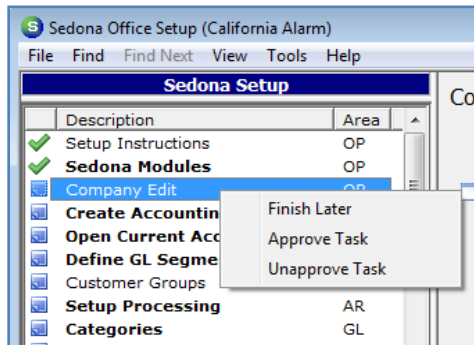 S Sedona Office Setup (California Alarm)
File Find Find Next View Tools Help
Sedona Setup
Co
Description Area
Setup Instructions OP
Sedona Modules OP
Company Edit OP
Create Accountin
Finish Later
Open Current Acc
Approve Task
Define GL Segme
Unapprove Task
Customer Groups
Setup Processing AR
Categories GL